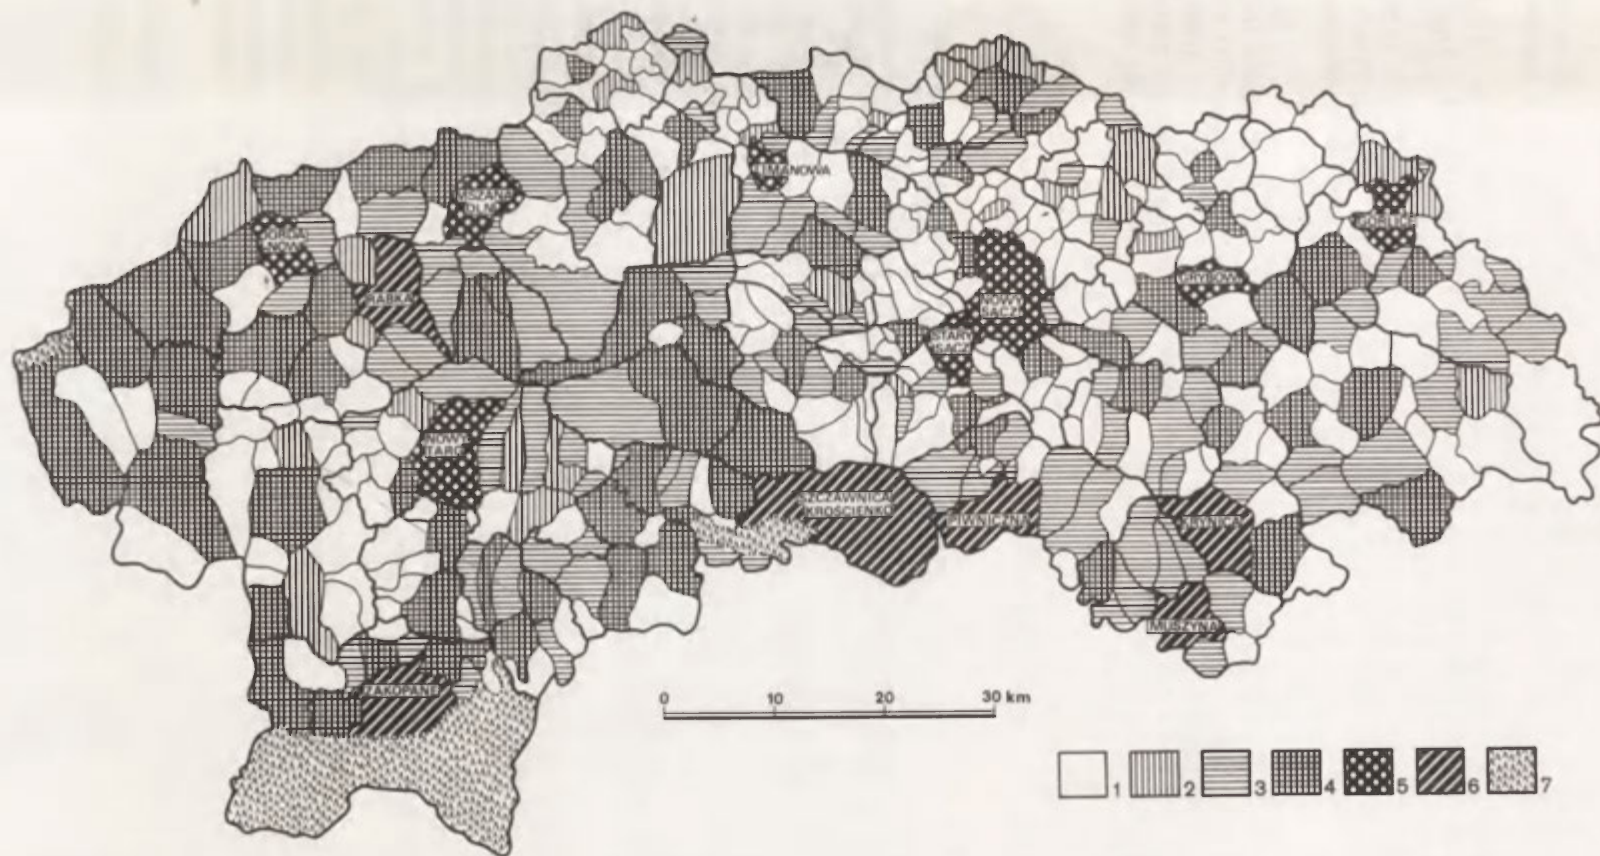 LIMANOWA
RABKA
GRYBÓW
NOWY
SĄCZ
STARY
SĄCZ
NOWY
TARG
SZCZAWNICA
KROŚCIENKO
PIWNICZNA
KRYNICA
MUSZYNA
ZAKOPANE
0 10 20 30 km
1 2 3 4 5 6 7